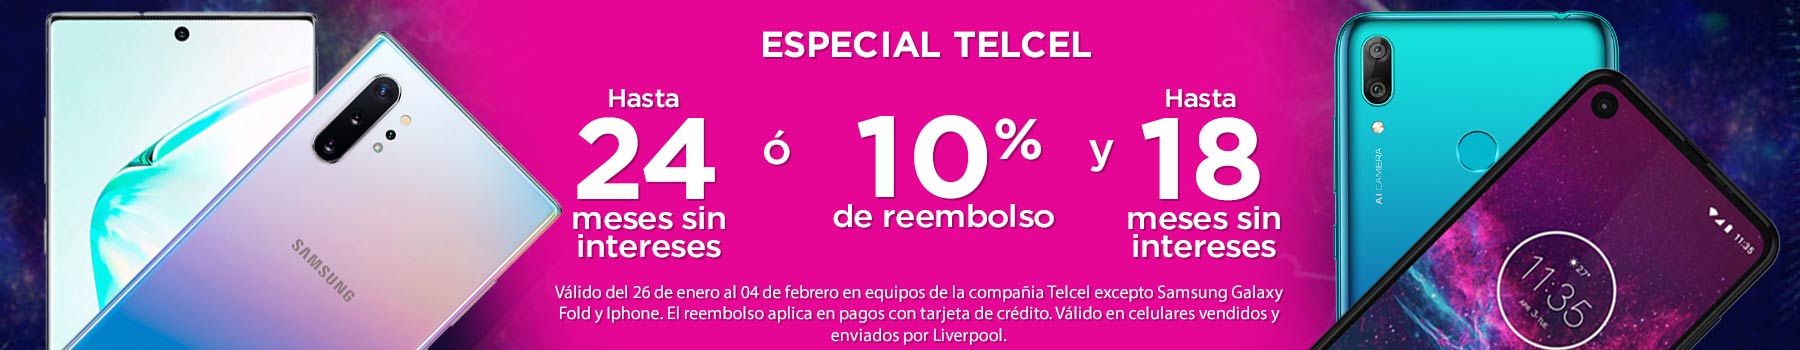 ESPECIAL TELCEL
Hasta
24
meses sin
intereses
ó
10%
de reembolso
y
Hasta
18
meses sin
intereses
Válido del 26 de enero al 04 de febrero en equipos de la compañia Telcel excepto Samsung Galaxy
Fold y Iphone. El reembolso aplica en pagos con tarjeta de crédito. Válido en celulares vendidos y
enviados por Liverpool.
SAMSUNG
AI CAMERA
11:35
27°
11:35